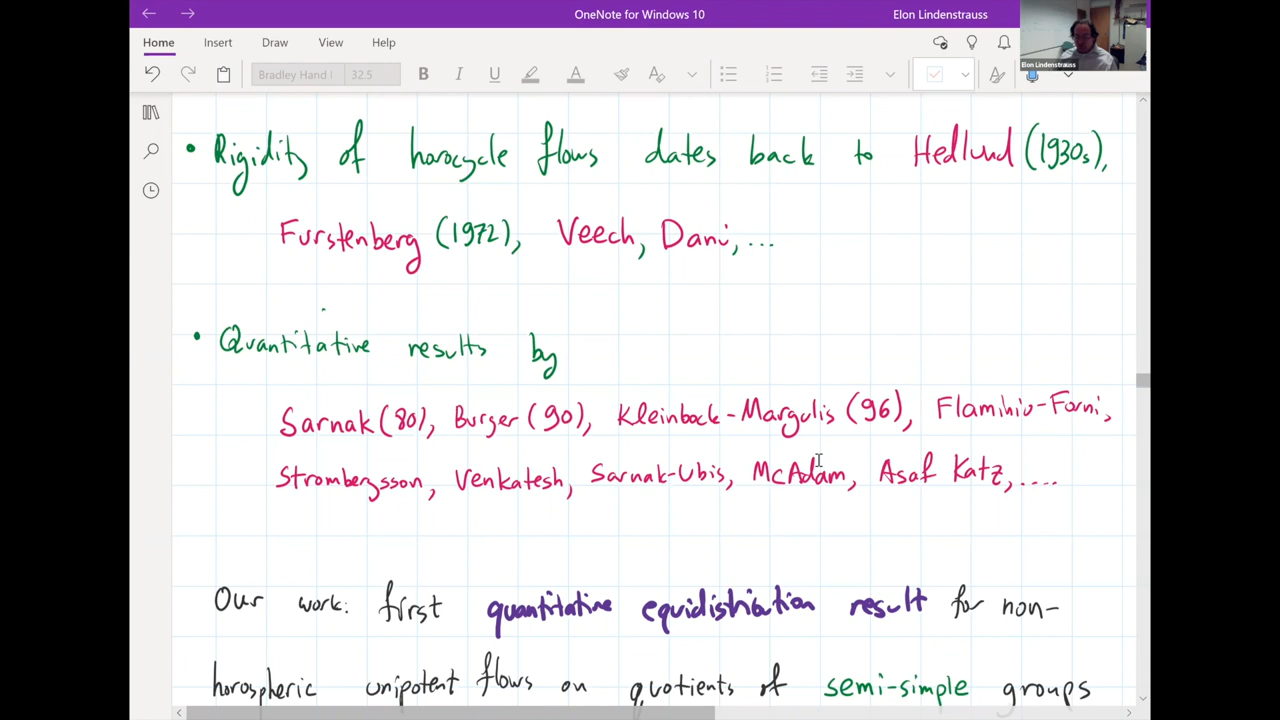 OneNote for Windows 10
Elon Lindenstrauss
Home Insert Draw View Help
Elon Lindenstrauss
Bradley Hand I 32.5
• Rigidity of horocycle flows dates back to Hedlund (1930s),
Furstenberg (1972), Veech, Dani, ...
• Quantitative results by
Sarnak (80), Burger (90), Kleinbock-Margulis (96), Flaminio-Forni,
Strombergsson, Venkatesh, Sarnak-Ubis, McAdam, Asaf Katz, ....
Our work: first quantitative equidistribution result for non-
horospheric unipotent flows on quotients of semi-simple groups